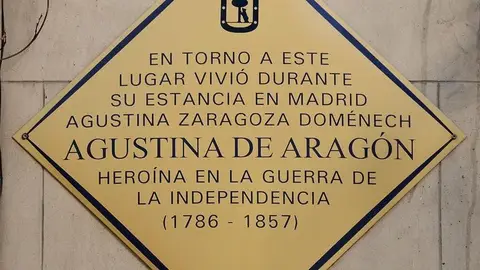 EN TORNO A ESTE
LUGAR VIVIÓ DURANTE
SU ESTANCIA EN MADRID
AGUSTINA ZARAGOZA DOMÉNECH
AGUSTINA DE ARAGÓN
HEROÍNA EN LA GUERRA DE
LA INDEPENDENCIA
(1786 - 1857)